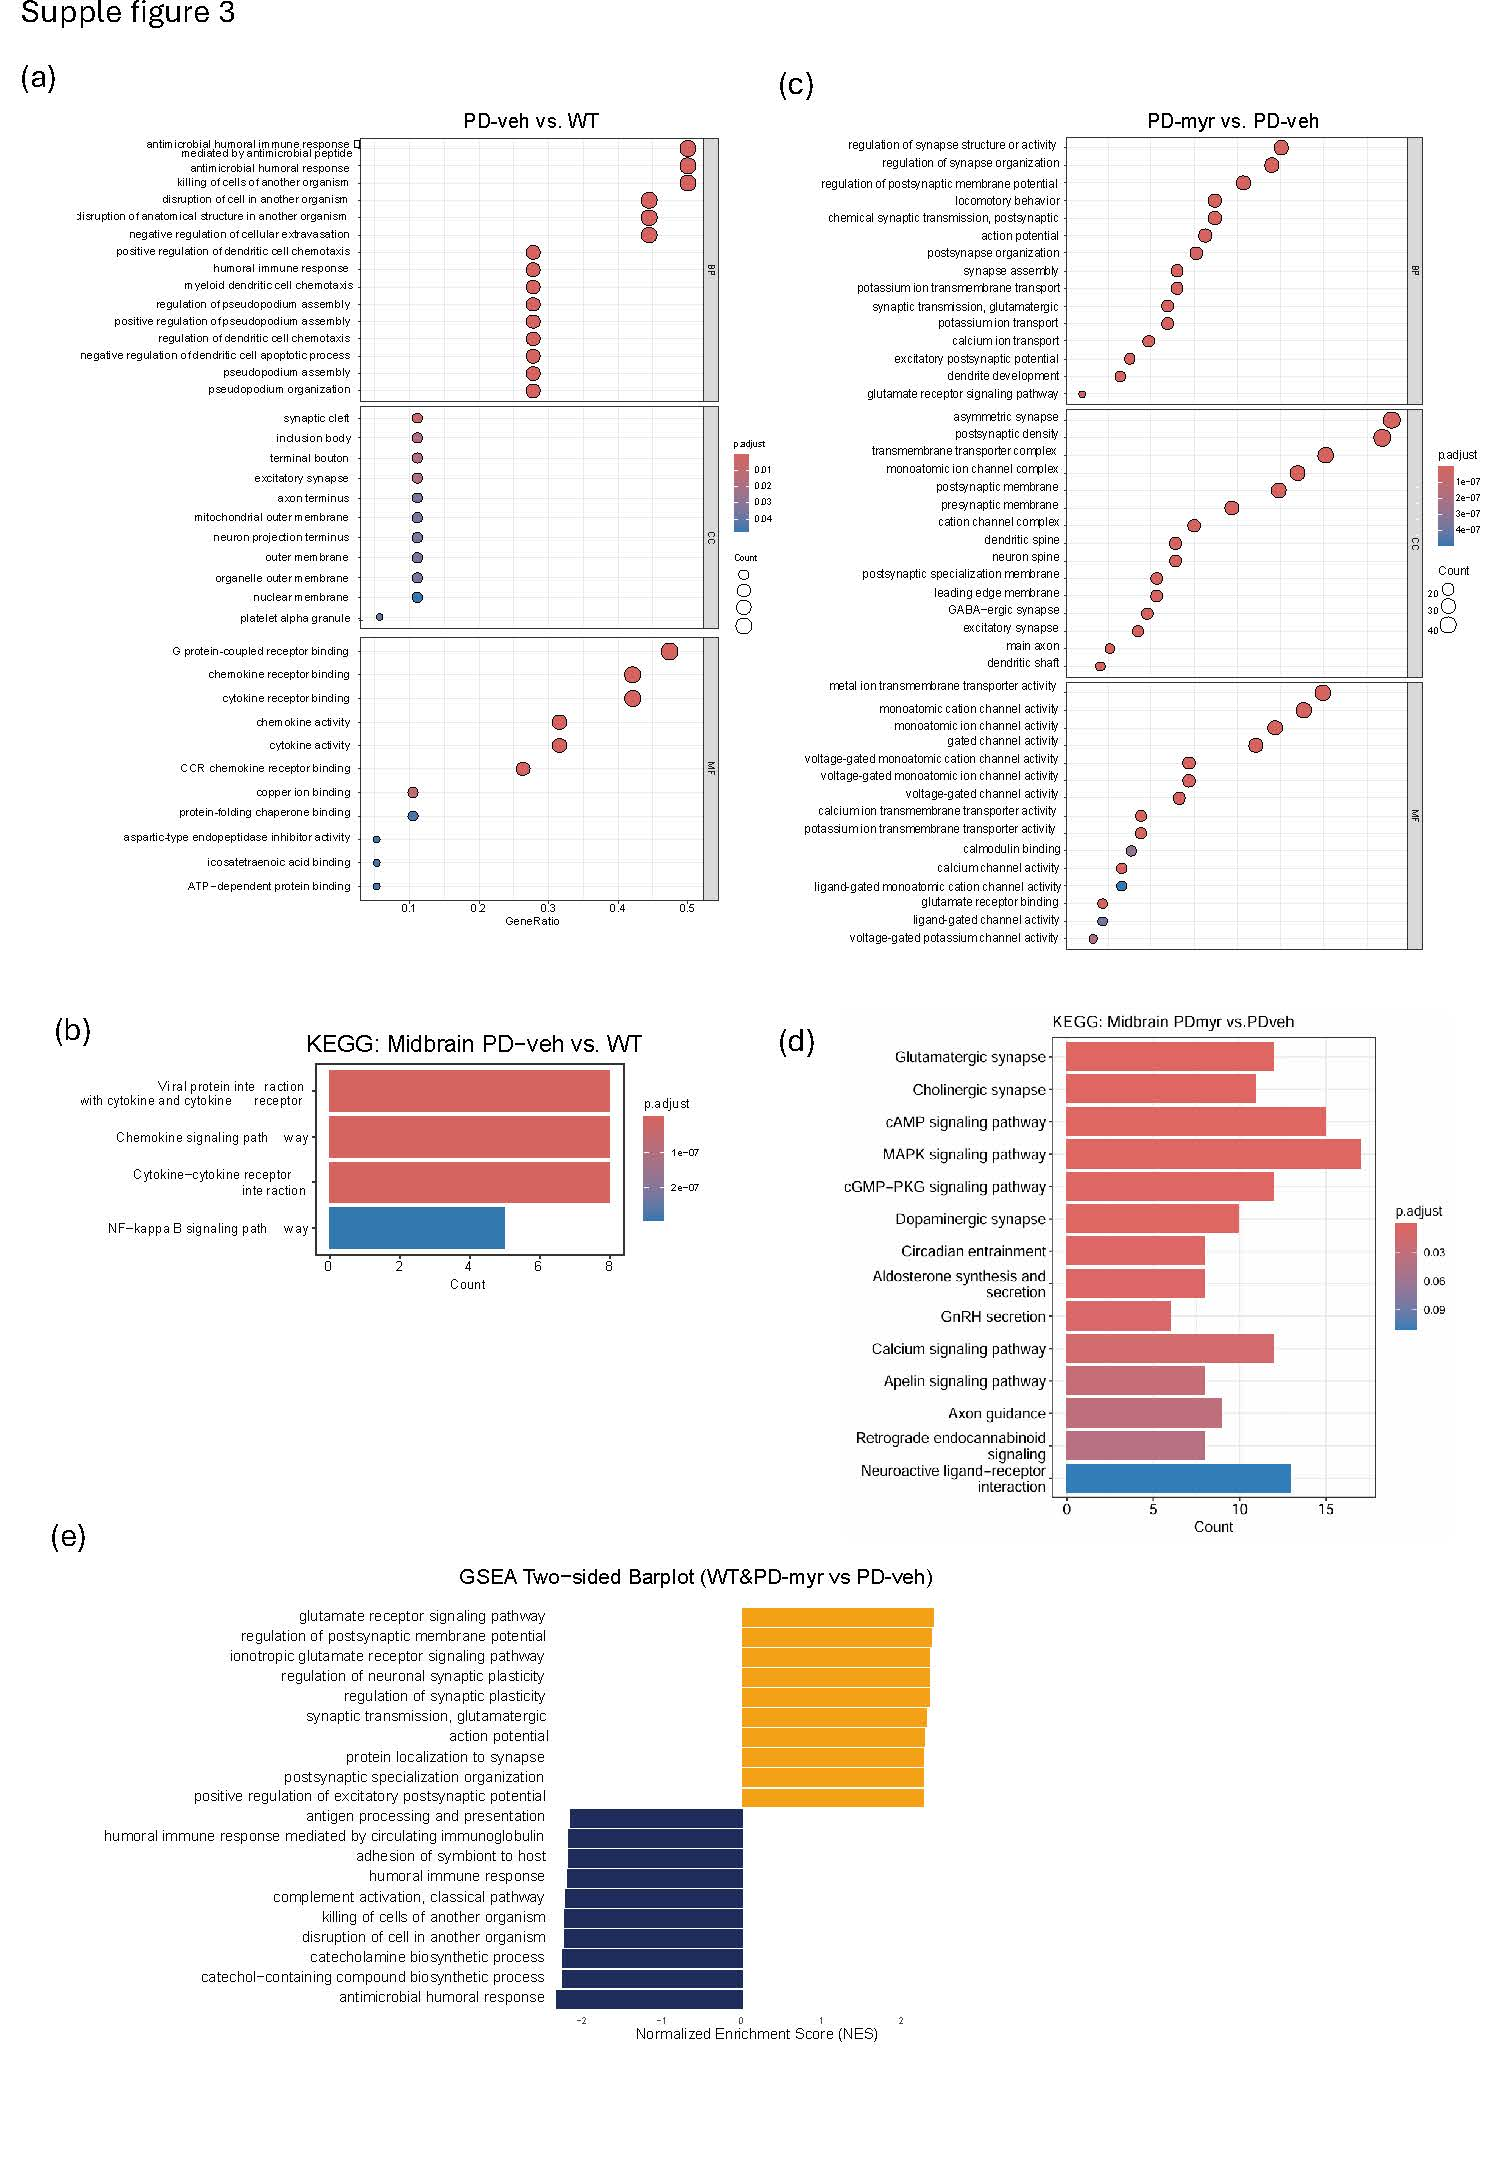 Supple figure 3
(a)
PD-veh vs. WT
antimicrobial humoral immune response
mediated by antimicrobial peptide
antimicrobial humoral response
killing of cells of another organism
disruption of cell in another organism
disruption of anatomical structure in another organism
negative regulation of cellular extravasation
positive regulation of dendritic cell chemotaxis
humoral immune response
myeloid dendritic cell chemotaxis
regulation of pseudopodium assembly
positive regulation of pseudopodium assembly
regulation of dendritic cell chemotaxis
negative regulation of dendritic cell apoptotic process
pseudopodium assembly
pseudopodium organization
BP
synaptic cleft
inclusion body
terminal bouton
excitatory synapse
axon terminus
mitochondrial outer membrane
neuron projection terminus
outer membrane
organelle outer membrane
nuclear membrane
platelet alpha granule
CC
G protein-coupled receptor binding
chemokine receptor binding
cytokine receptor binding
chemokine activity
cytokine activity
CCR chemokine receptor binding
copper ion binding
protein-folding chaperone binding
aspartic-type endopeptidase inhibitor activity
icosatetraenoic acid binding
ATP-dependent protein binding
MF
0.1 0.2 0.3 0.4 0.5
GeneRatio
p.adjust
0.01
0.02
0.03
0.04
Count
(c)
PD-myr vs. PD-veh
regulation of synapse structure or activity
regulation of synapse organization
regulation of postsynaptic membrane potential
locomotory behavior
chemical synaptic transmission, postsynaptic
action potential
postsynapse organization
synapse assembly
potassium ion transmembrane transport
synaptic transmission, glutamatergic
potassium ion transport
calcium ion transport
excitatory postsynaptic potential
dendrite development
glutamate receptor signaling pathway
BP
asymmetric synapse
postsynaptic density
transmembrane transporter complex
monoatomic ion channel complex
postsynaptic membrane
presynaptic membrane
cation channel complex
dendritic spine
neuron spine
postsynaptic specialization membrane
leading edge membrane
GABA-ergic synapse
excitatory synapse
main axon
dendritic shaft
CC
metal ion transmembrane transporter activity
monoatomic cation channel activity
monoatomic ion channel activity
gated channel activity
voltage-gated monoatomic cation channel activity
voltage-gated monoatomic ion channel activity
voltage-gated channel activity
calcium ion transmembrane transporter activity
potassium ion transmembrane transporter activity
calmodulin binding
calcium channel activity
ligand-gated monoatomic cation channel activity
glutamate receptor binding
ligand-gated channel activity
voltage-gated potassium channel activity
MF
p.adjust
1e-07
2e-07
3e-07
4e-07
Count
20
30
40
(b)
KEGG: Midbrain PD-veh vs. WT
Viral protein inte raction
with cytokine and cytokine receptor
Chemokine signaling path way
Cytokine-cytokine receptor
inte raction
NF-kappa B signaling path way
0 2 4 6 8
Count
p.adjust
1e-07
2e-07
(d)
KEGG: Midbrain PDmyr vs.PDveh
Glutamatergic synapse
Cholinergic synapse
cAMP signaling pathway
MAPK signaling pathway
cGMP-PKG signaling pathway
Dopaminergic synapse
Circadian entrainment
Aldosterone synthesis and
secretion
GnRH secretion
Calcium signaling pathway
Apelin signaling pathway
Axon guidance
Retrograde endocannabinoid
signaling
Neuroactive ligand-receptor
interaction
0 5 10 15
Count
p.adjust
0.03
0.06
0.09
(e)
GSEA Two-sided Barplot (WT&PD-myr vs PD-veh)
glutamate receptor signaling pathway
regulation of postsynaptic membrane potential
ionotropic glutamate receptor signaling pathway
regulation of neuronal synaptic plasticity
regulation of synaptic plasticity
synaptic transmission, glutamatergic
action potential
protein localization to synapse
postsynaptic specialization organization
positive regulation of excitatory postsynaptic potential
antigen processing and presentation
humoral immune response mediated by circulating immunoglobulin
adhesion of symbiont to host
humoral immune response
complement activation, classical pathway
killing of cells of another organism
disruption of cell in another organism
catecholamine biosynthetic process
catechol-containing compound biosynthetic process
antimicrobial humoral response
-2 -1 0 1 2
Normalized Enrichment Score (NES)